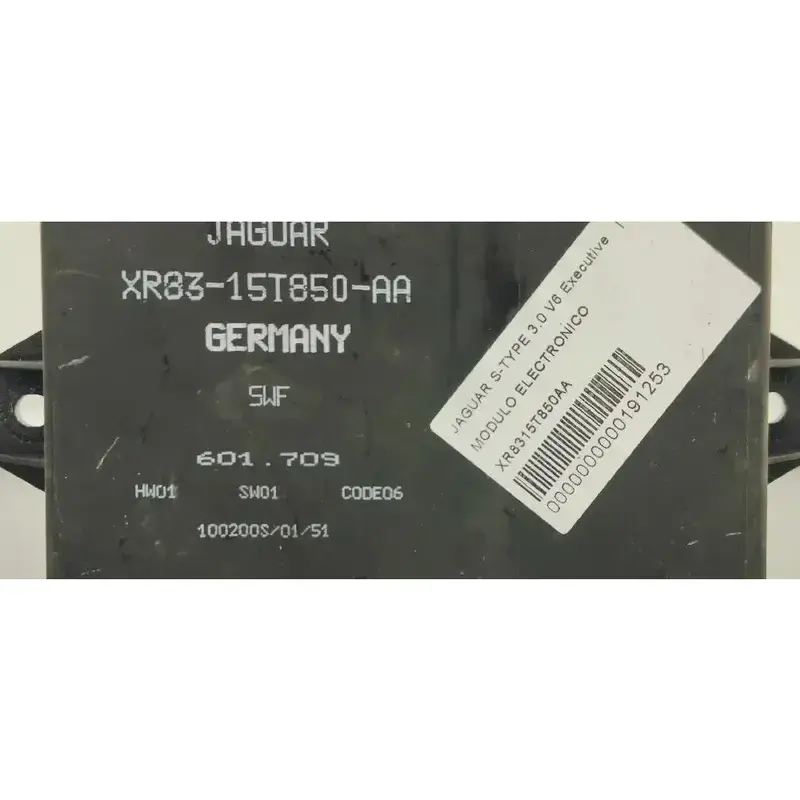 JAGUAR
XR83-15T850-AA
GERMANY
SWF
601.709
HW01 SW01 CODE06
100200S/01/51
JAGUAR S-TYPE 3.0 V6 Executive
MODULO ELECTRONICO
XR8315T850AA
0000000000191253